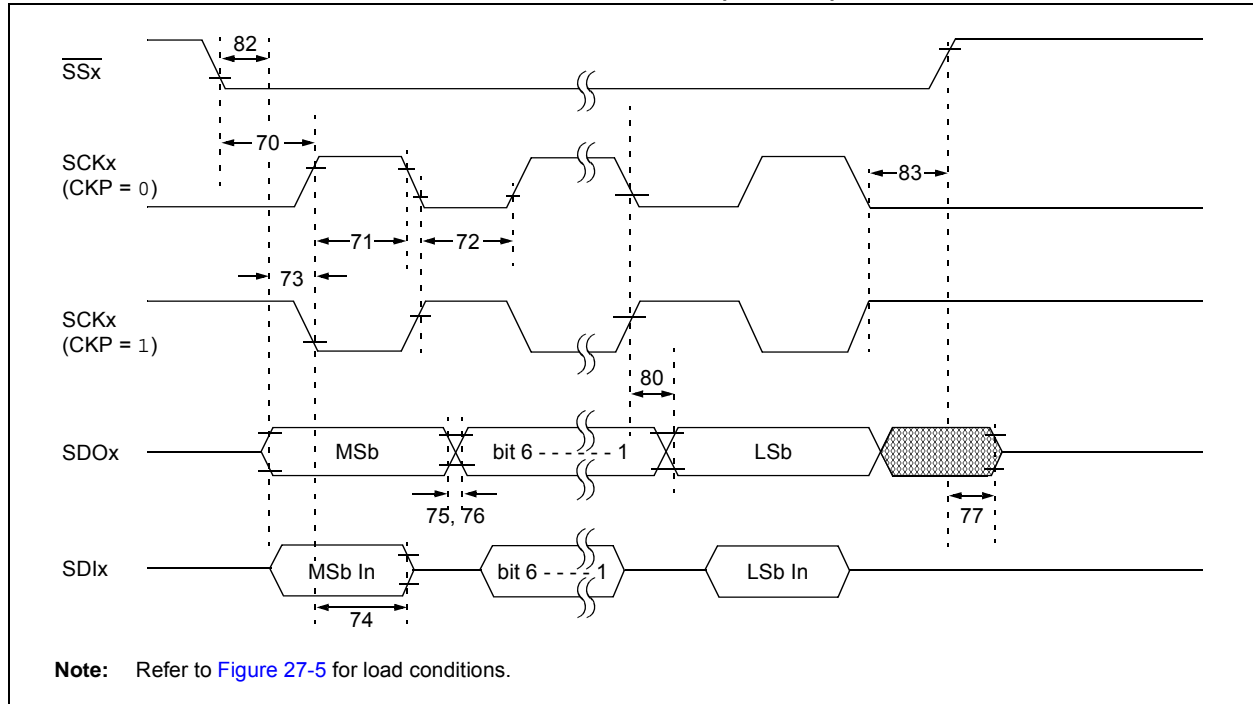 82
SSx
70
SCKx
(CKP = 0)
83
71
72
73
SCKx
(CKP = 1)
80
SDOx
MSb
bit 6 - - - - - - 1
LSb
75, 76
77
SDIx
MSb In
bit 6 - - - - 1
LSb In
74
Note: Refer to Figure 27-5 for load conditions.